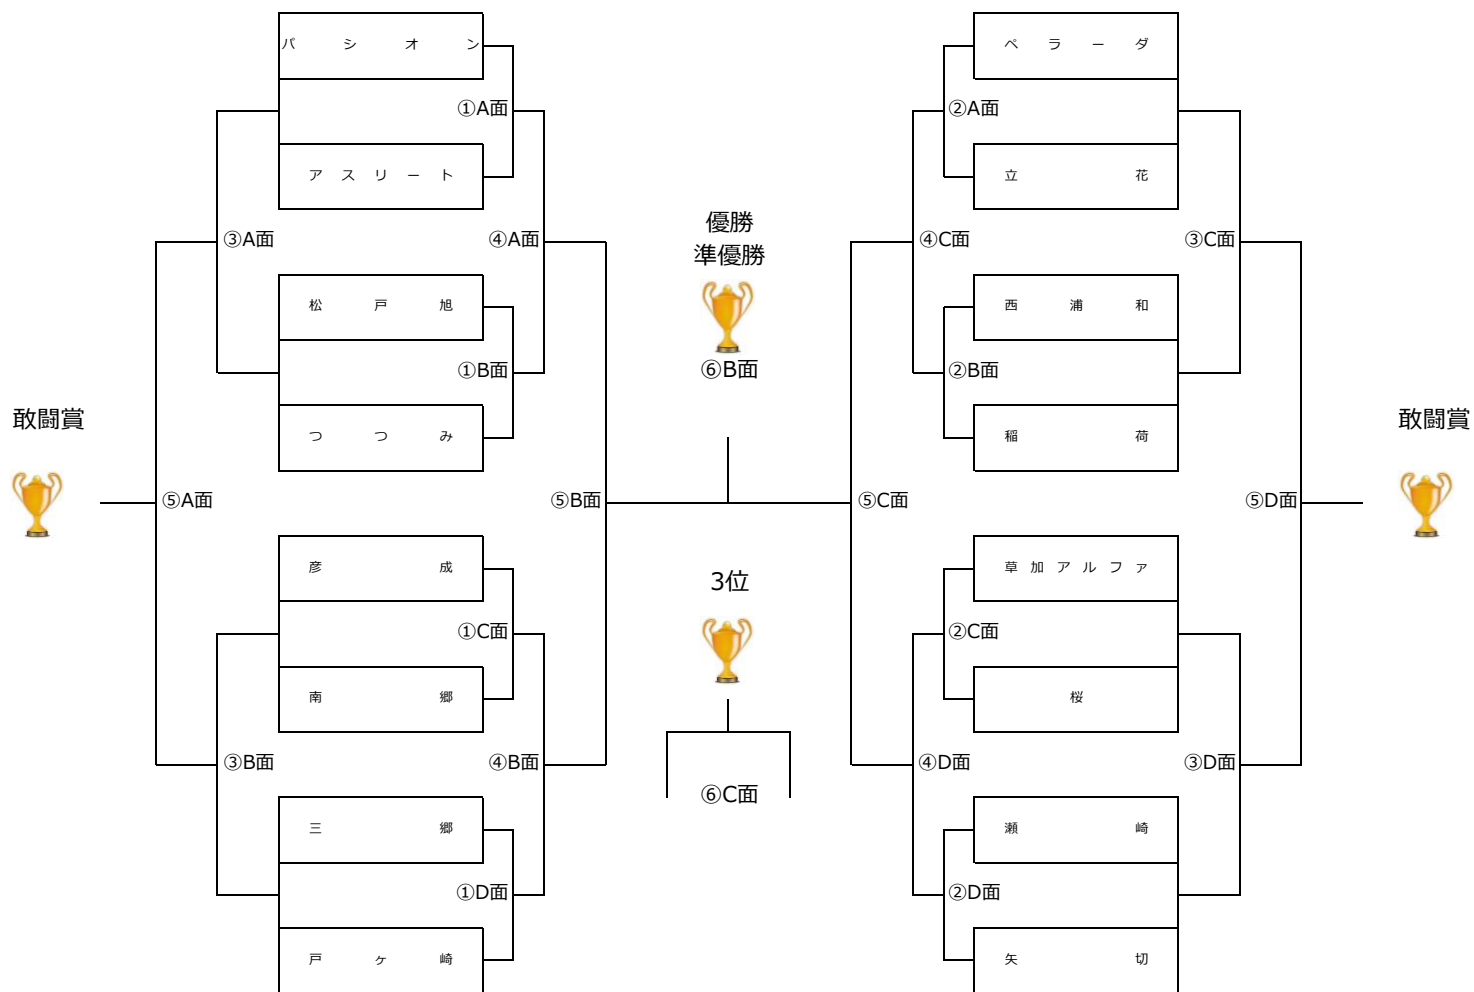 パシオン
ペラーダ
①A面
②A面
アスリート
立花
優勝
準優勝
③A面
④A面
④C面
③C面
松戸旭
西浦和
①B面
⑥B面
②B面
敢闘賞
敢闘賞
つつみ
稲荷
⑤A面
⑤B面
⑤C面
⑤D面
彦成
3位
草加アルファ
①C面
②C面
南郷
桜
③B面
④B面
④D面
③D面
⑥C面
三郷
瀬崎
①D面
②D面
戸ヶ崎
矢切